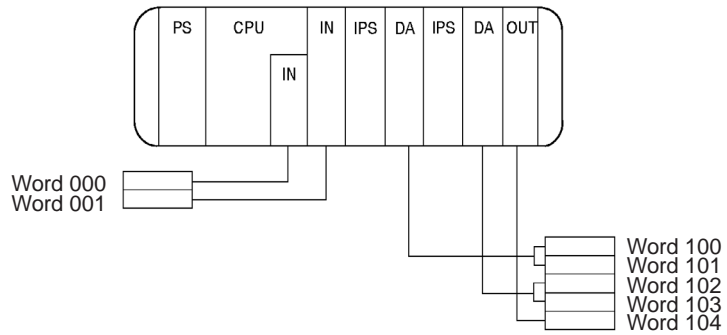 PS CPU IN IPS DA IPS DA OUT
IN
Word 000
Word 001
Word 100
Word 101
Word 102
Word 103
Word 104